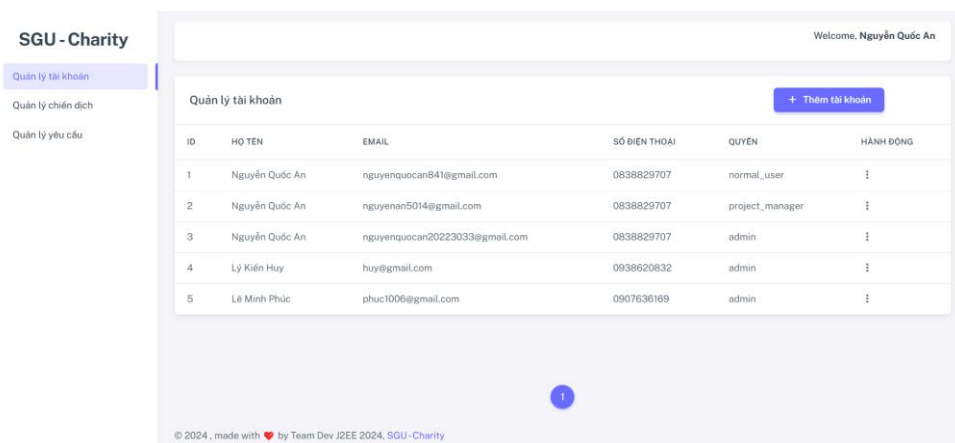 SGU - Charity
Welcome, Nguyễn Quốc An
Quản lý tài khoản
Quản lý chiến dịch
Quản lý yêu cầu
Quản lý tài khoản
+ Thêm tài khoản
ID HỌ TÊN EMAIL SỐ ĐIỆN THOẠI QUYỀN HÀNH ĐỘNG
1 Nguyễn Quốc An nguyenquocan841@gmail.com 0838829707 normal_user
2 Nguyễn Quốc An nguyenan5014@gmail.com 0838829707 project_manager
3 Nguyễn Quốc An nguyenquocan20223033@gmail.com 0838829707 admin
4 Lý Kiến Huy huy@gmail.com 0938620832 admin
5 Lê Minh Phúc phuc1006@gmail.com 0907636169 admin
1
© 2024 , made with ❤️ by Team Dev J2EE 2024, SGU-Charity